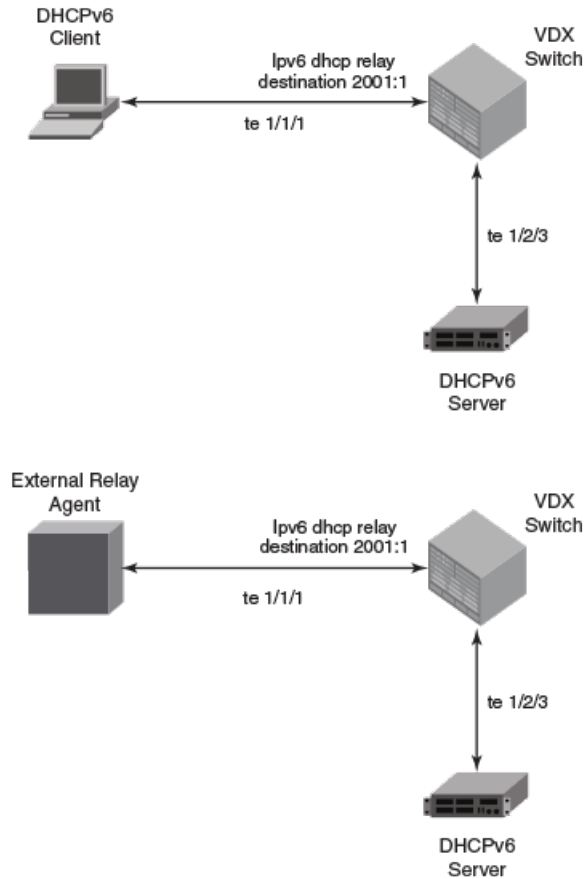 DHCPv6
Client
VDX
Switch
Ipv6 dhcp relay
destination 2001:1
te 1/1/1
te 1/2/3
DHCPv6
Server
External Relay
Agent
VDX
Switch
Ipv6 dhcp relay
destination 2001:1
te 1/1/1
te 1/2/3
DHCPv6
Server